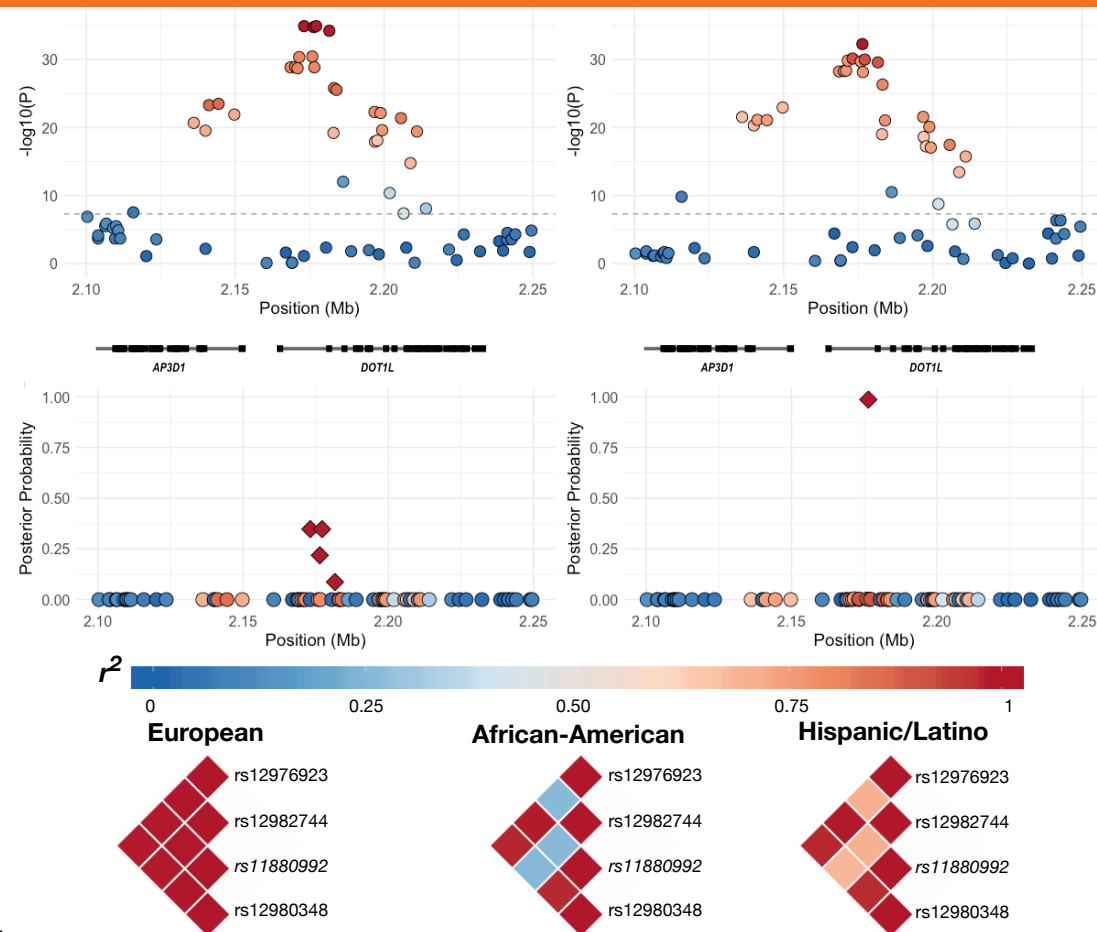 -log10(P)
30
20
10
0
2.10
2.15
2.20
2.25
Position (Mb)
-log10(P)
30
20
10
0
2.10
2.15
2.20
2.25
Position (Mb)
AP3D1
DOT1L
AP3D1
DOT1L
Posterior Probability
1.00
0.75
0.50
0.25
0.00
2.10
2.15
2.20
2.25
Position (Mb)
Posterior Probability
1.00
0.75
0.50
0.25
0.00
2.10
2.15
2.20
2.25
Position (Mb)
r2
0
0.25
0.50
0.75
1
European
rs12976923
rs12982744
rs11880992
rs12980348
African-American
rs12976923
rs12982744
rs11880992
rs12980348
Hispanic/Latino
rs12976923
rs12982744
rs11880992
rs12980348